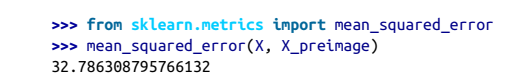 >>> from sklearn.metrics import mean_squared_error
>>> mean_squared_error(X, X_preimage)
32.786308795766132